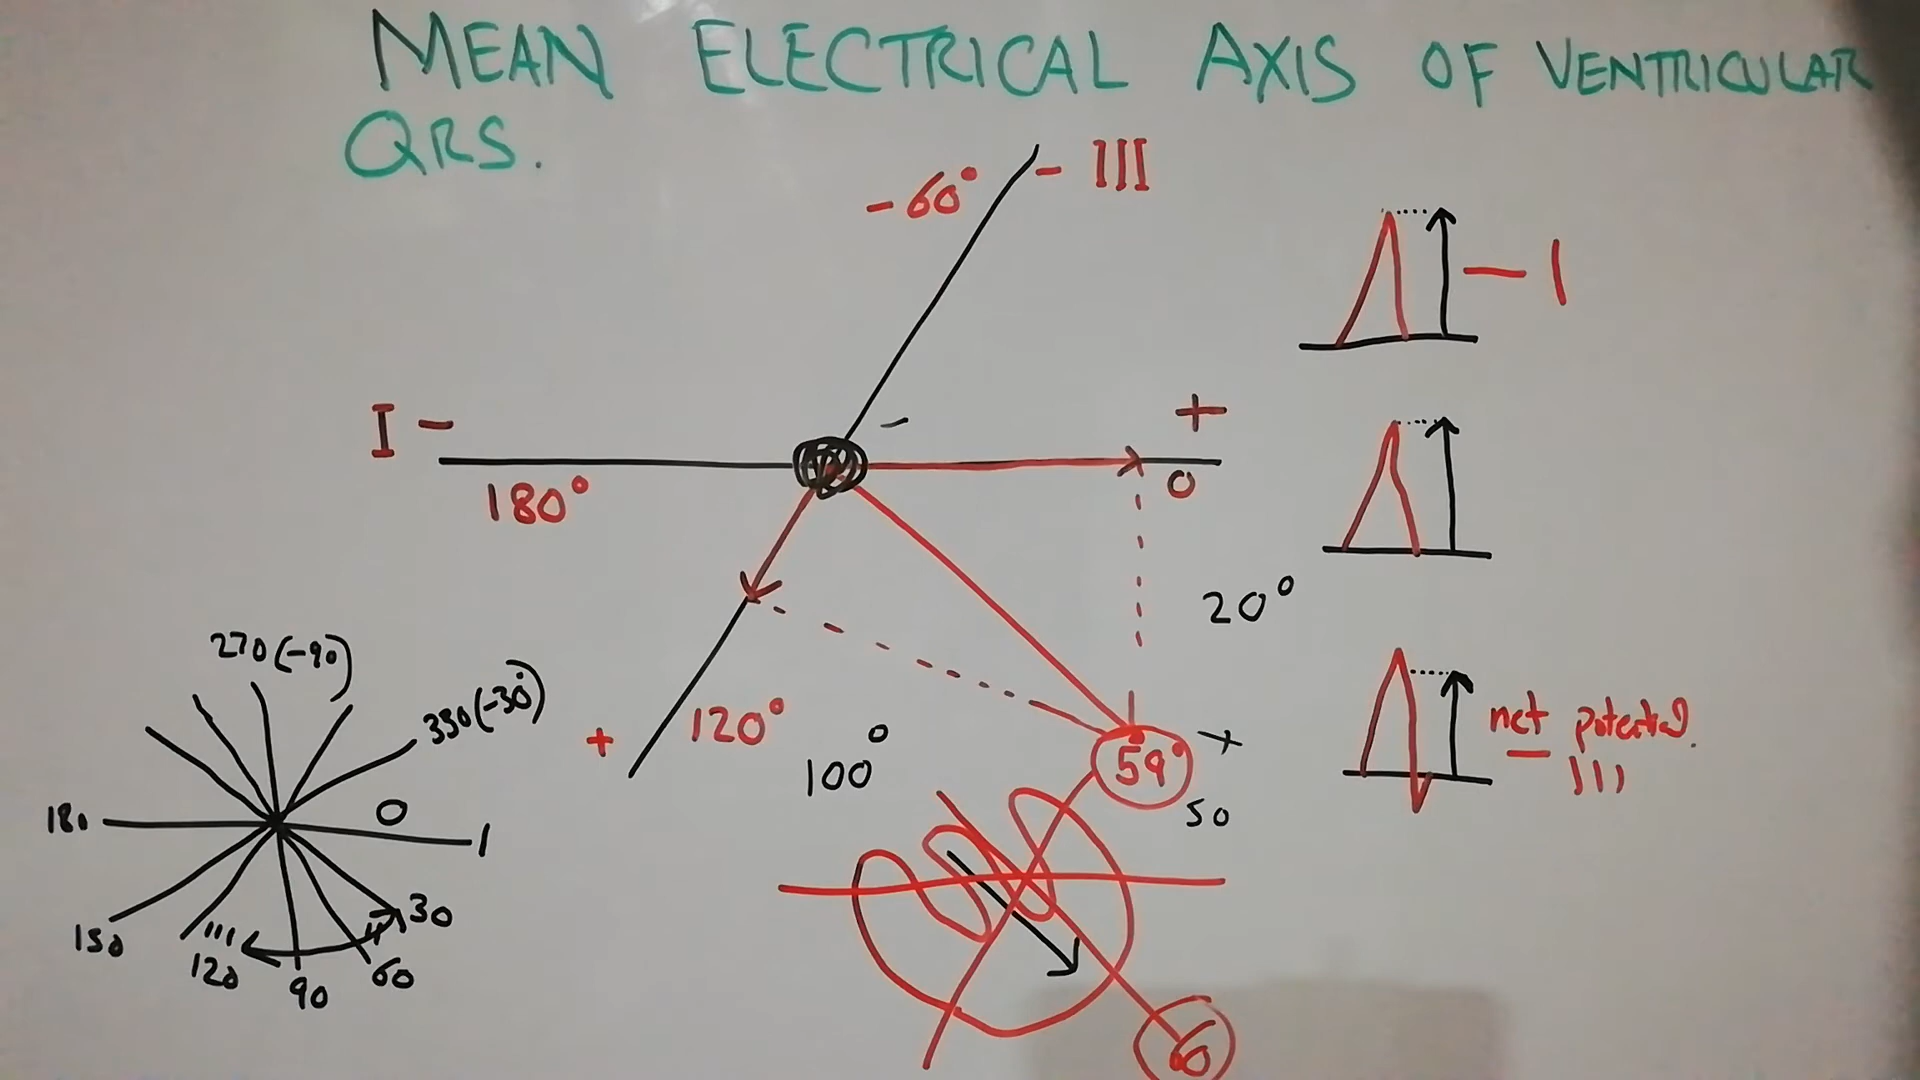 MEAN ELECTRICAL AXIS OF VENTRICULAR
QRS.
-60° - III
I -
+
180°
0
- I
20°
+ 120°
100°
59° +
50
net potential.
- III
270(-90)
330(-30°)
180
0
I
30
150
III
120
90
60
60